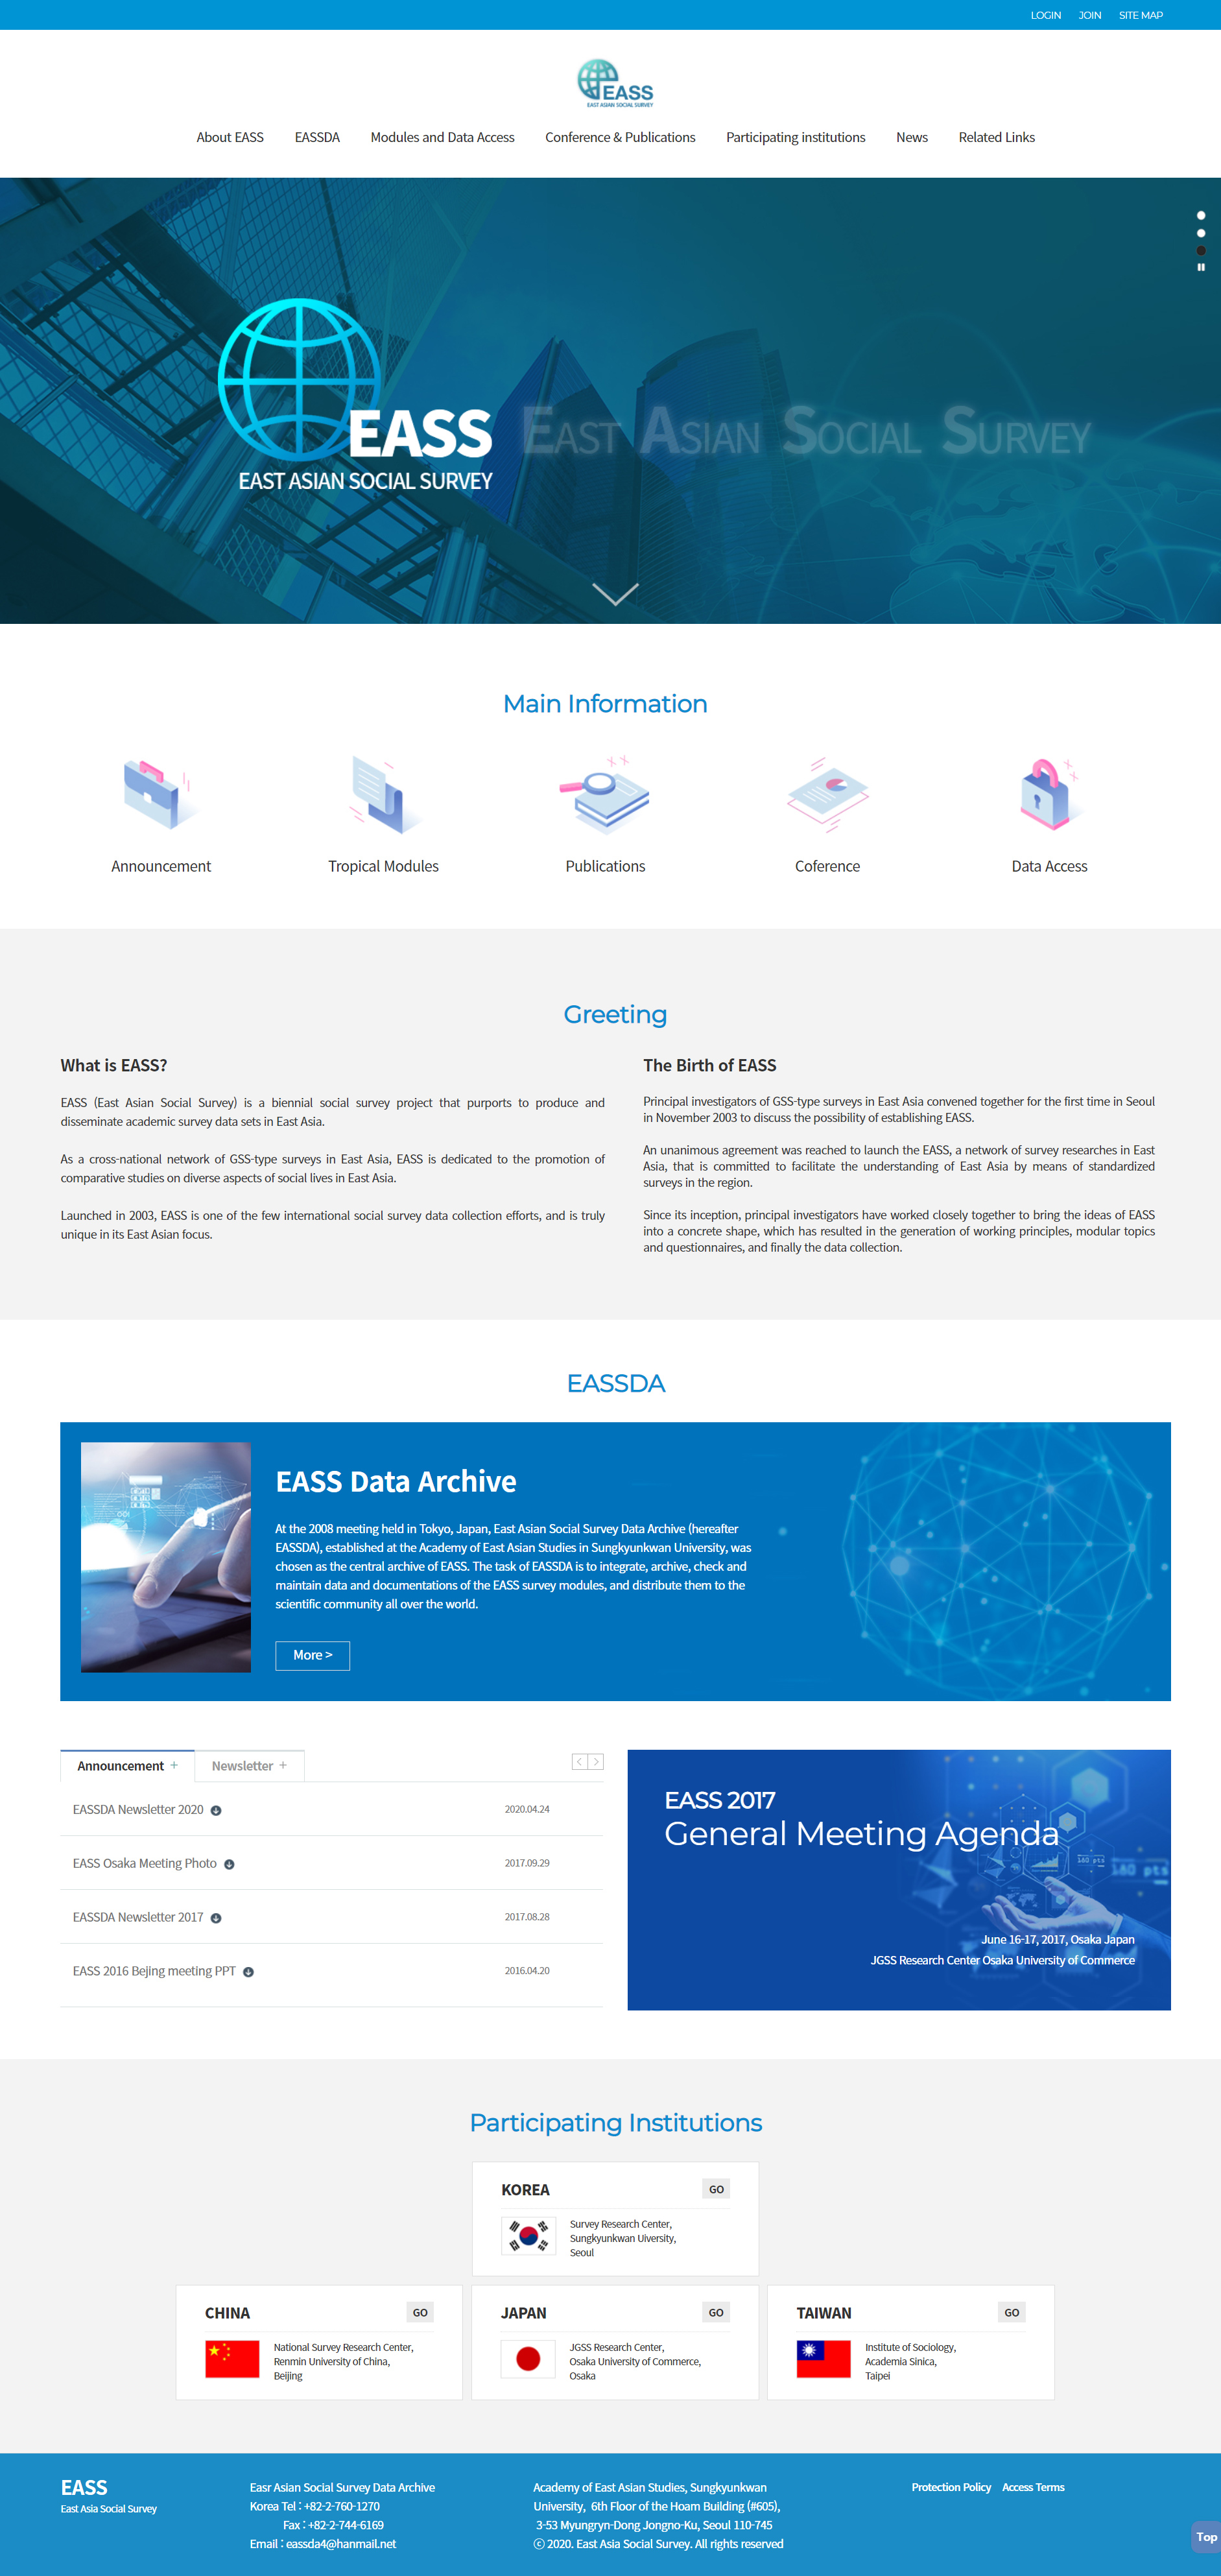 LOGIN JOIN SITE MAP
EASS
EAST ASIAN SOCIAL SURVEY
About EASS EASSDA Modules and Data Access Conference & Publications Participating institutions News Related Links
EASS
EAST ASIAN SOCIAL SURVEY
EAST ASIAN SOCIAL SURVEY
Main Information
Announcement Tropical Modules Publications Coference Data Access
Greeting
What is EASS?
EASS (East Asian Social Survey) is a biennial social survey project that purports to produce and
disseminate academic survey data sets in East Asia.
As a cross-national network of GSS-type surveys in East Asia, EASS is dedicated to the promotion of
comparative studies on diverse aspects of social lives in East Asia.
Launched in 2003, EASS is one of the few international social survey data collection efforts, and is truly
unique in its East Asian focus.
The Birth of EASS
Principal investigators of GSS-type surveys in East Asia convened together for the first time in Seoul
in November 2003 to discuss the possibility of establishing EASS.
An unanimous agreement was reached to launch the EASS, a network of survey researches in East
Asia, that is committed to facilitate the understanding of East Asia by means of standardized
surveys in the region.
Since its inception, principal investigators have worked closely together to bring the ideas of EASS
into a concrete shape, which has resulted in the generation of working principles, modular topics
and questionnaires, and finally the data collection.
EASSDA
EASS Data Archive
At the 2008 meeting held in Tokyo, Japan, East Asian Social Survey Data Archive (hereafter
EASSDA), established at the Academy of East Asian Studies in Sungkyunkwan University, was
chosen as the central archive of EASS. The task of EASSDA is to integrate, archive, check and
maintain data and documentations of the EASS survey modules, and distribute them to the
scientific community all over the world.
More >
Announcement + Newsletter +
EASSDA Newsletter 2020 2020.04.24
EASS Osaka Meeting Photo 2017.09.29
EASSDA Newsletter 2017 2017.08.28
EASS 2016 Bejing meeting PPT 2016.04.20
EASS 2017
General Meeting Agenda
180 pts 180 pts
June 16-17, 2017, Osaka Japan
JGSS Research Center Osaka University of Commerce
Participating Institutions
KOREA GO
Survey Research Center,
Sungkyunkwan Uiversity,
Seoul
CHINA GO
National Survey Research Center,
Renmin University of China,
Beijing
JAPAN GO
JGSS Research Center,
Osaka University of Commerce,
Osaka
TAIWAN GO
Institute of Sociology,
Academia Sinica,
Taipei
EASS
East Asia Social Survey
Easr Asian Social Survey Data Archive
Korea Tel : +82-2-760-1270
Fax : +82-2-744-6169
Email : eassda4@hanmail.net
Academy of East Asian Studies, Sungkyunkwan
University, 6th Floor of the Hoam Building (#605),
3-53 Myungryn-Dong Jongno-Ku, Seoul 110-745
ⓒ 2020. East Asia Social Survey. All rights reserved
Protection Policy Access Terms
Top